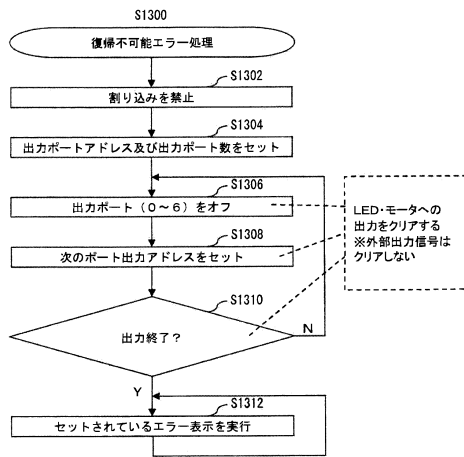 S1300
復帰不可能エラー処理
S1302
割り込みを禁止
S1304
出力ポートアドレス及び出力ポート数をセット
S1306
出力ポート（0～6）をオフ
S1308
次のポート出力アドレスをセット
LED・モータへの
出力をクリアする
※外部出力信号は
クリアしない
S1310
出力終了？
N
Y
S1312
セットされているエラー表示を実行